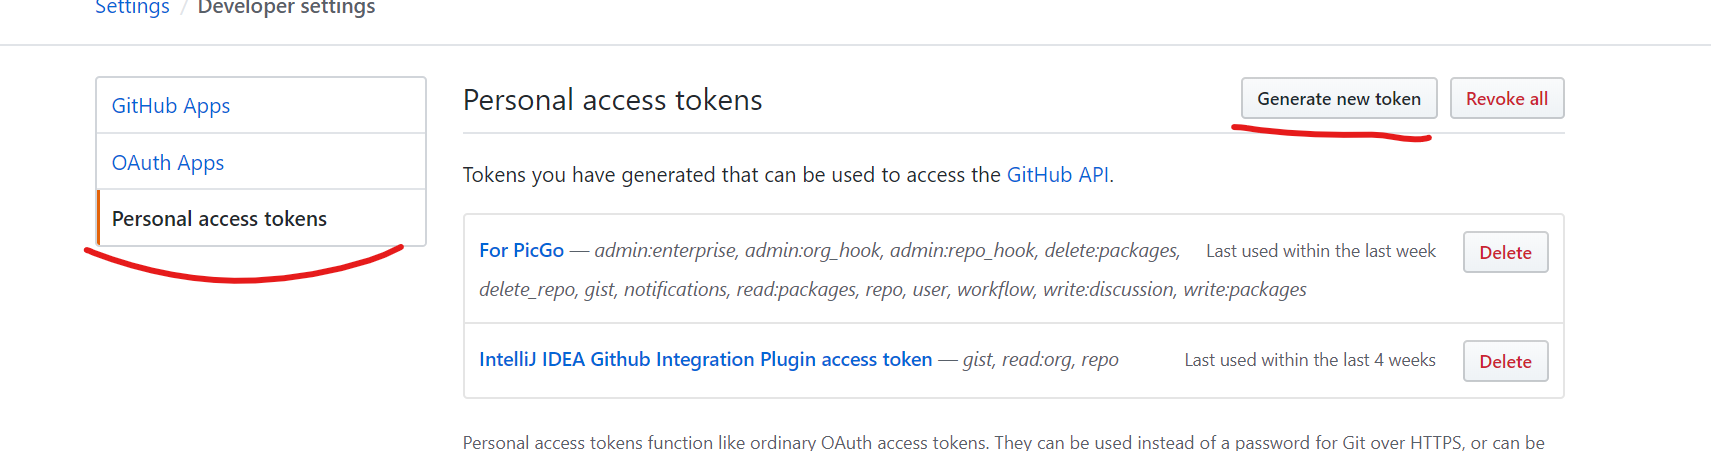 Settings / Developer settings
GitHub Apps
OAuth Apps
Personal access tokens
Personal access tokens
Generate new token
Revoke all
Tokens you have generated that can be used to access the GitHub API.
For PicGo — admin:enterprise, admin:org_hook, admin:repo_hook, delete:packages,
delete_repo, gist, notifications, read:packages, repo, user, workflow, write:discussion, write:packages
Last used within the last week
Delete
IntelliJ IDEA Github Integration Plugin access token — gist, read:org, repo
Last used within the last 4 weeks
Delete
Personal access tokens function like ordinary OAuth access tokens. They can be used instead of a password for Git over HTTPS, or can be